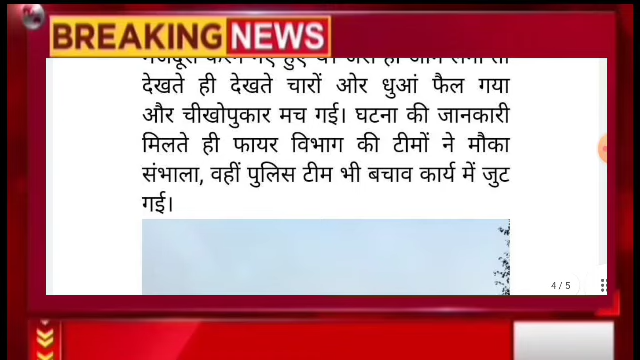 BREAKING NEWS
देखते ही देखते चारों ओर धुआं फैल गया
और चीखोपुकार मच गई। घटना की जानकारी
मिलते ही फायर विभाग की टीमों ने मौका
संभाला, वहीं पुलिस टीम भी बचाव कार्य में जुट
गई।
4 / 5